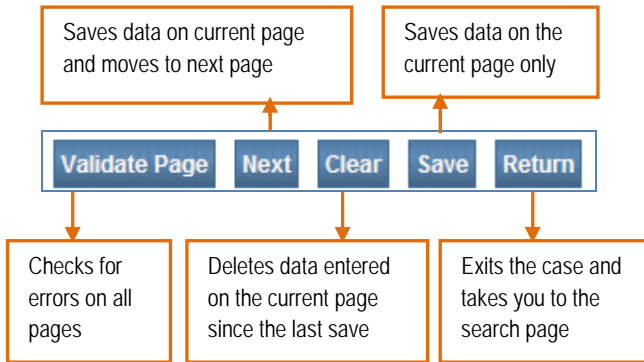 Saves data on current page
and moves to next page
Saves data on the
current page only
Validate Page Next Clear Save Return
Checks for
errors on all
pages
Deletes data entered
on the current page
since the last save
Exits the case and
takes you to the
search page